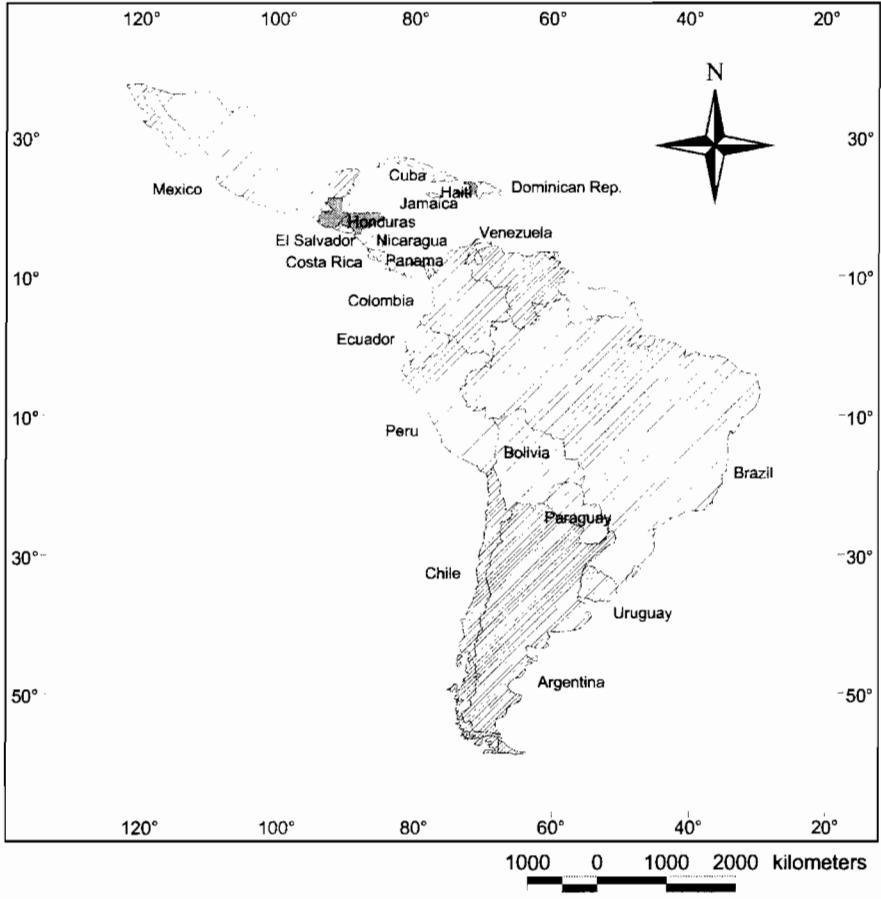 120° 100° 80° 60° 40° 20°
N
30° 30°
Cuba
Mexico Haiti Dominican Rep.
Jamaica
Honduras
El Salvador Nicaragua Venezuela
Costa Rica Panama
10° 10°
Colombia
Ecuador
10° 10°
Peru
Bolivia
Brazil
Paraguay
30° 30°
Chile
Uruguay
Argentina
50° 50°
120° 100° 80° 60° 40° 20°
1000 0 1000 2000 kilometers